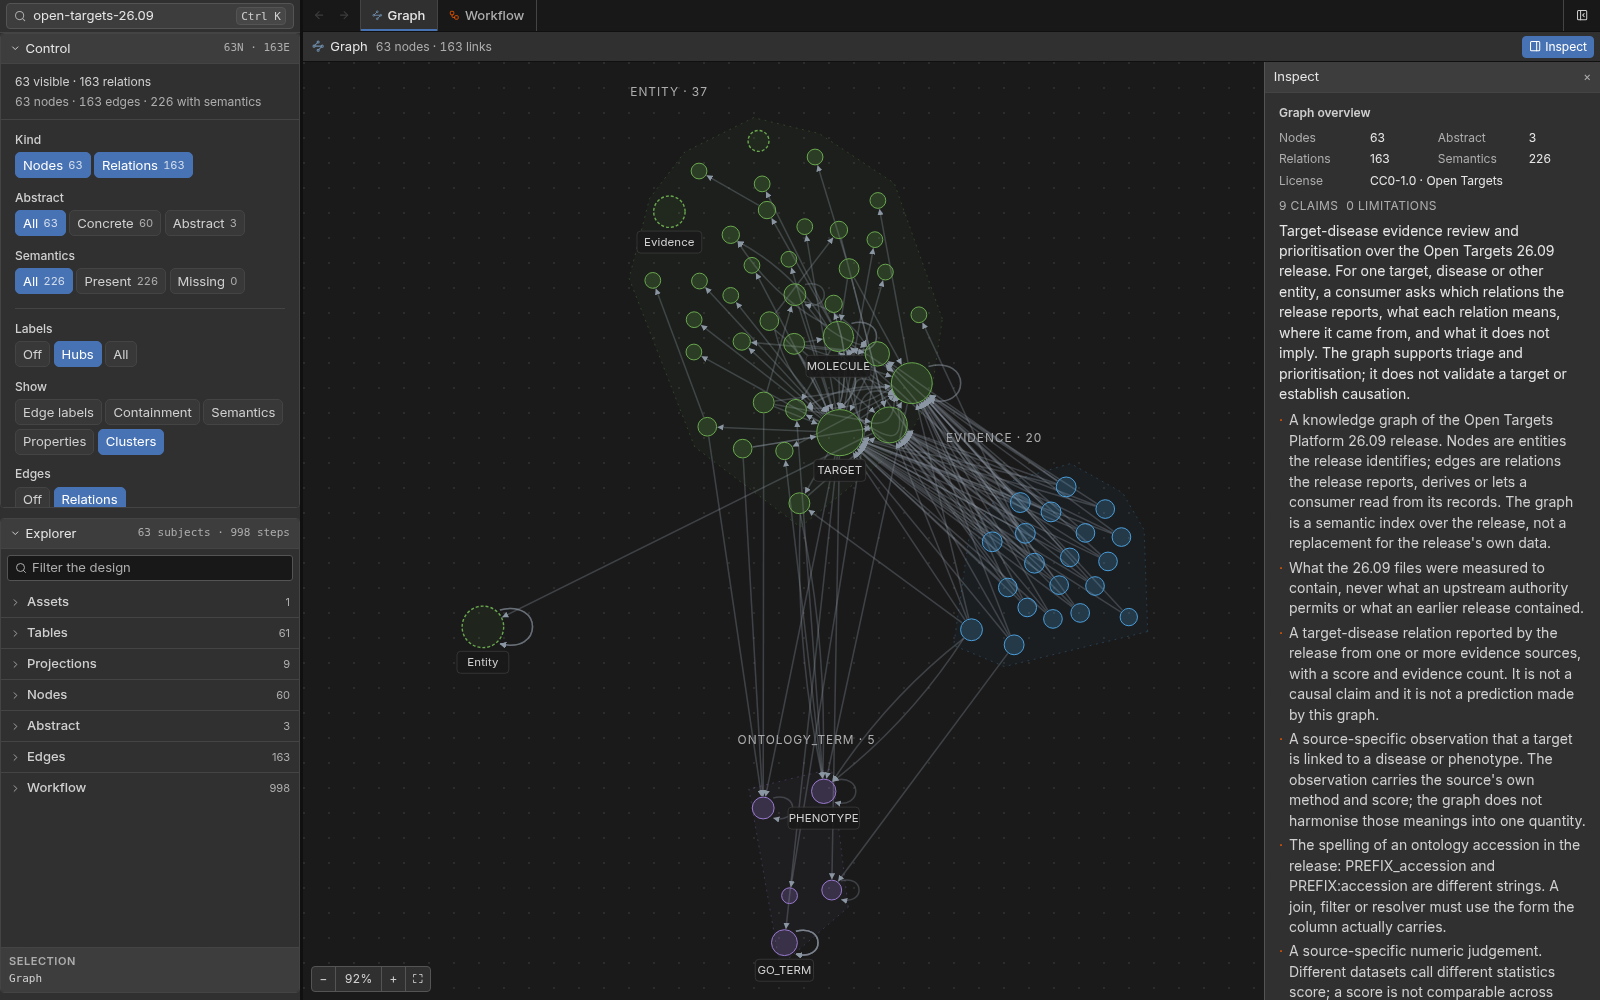 open-targets-26.09
Ctrl K
Control
63N · 163E
63 visible · 163 relations
63 nodes · 163 edges · 226 with semantics
Kind
Nodes 63
Relations 163
Abstract
All 63
Concrete 60
Abstract 3
Semantics
All 226
Present 226
Missing 0
Labels
Off
Hubs
All
Show
Edge labels
Containment
Semantics
Properties
Clusters
Edges
Off
Relations
Explorer
63 subjects · 998 steps
Filter the design
Assets 1
Tables 61
Projections 9
Nodes 60
Abstract 3
Edges 163
Workflow 998
SELECTION
Graph
Graph
Workflow
Graph 63 nodes · 163 links
Inspect
ENTITY · 37
Evidence
MOLECULE
TARGET
EVIDENCE · 20
Entity
ONTOLOGY_TERM · 5
PHENOTYPE
GO_TERM
− 92% +
Inspect
×
Graph overview
Nodes 63 Abstract 3
Relations 163 Semantics 226
License CC0-1.0 · Open Targets
9 CLAIMS 0 LIMITATIONS
Target-disease evidence review and
prioritisation over the Open Targets 26.09
release. For one target, disease or other
entity, a consumer asks which relations the
release reports, what each relation means,
where it came from, and what it does not
imply. The graph supports triage and
prioritisation; it does not validate a target or
establish causation.
· A knowledge graph of the Open Targets
Platform 26.09 release. Nodes are entities
the release identifies; edges are relations
the release reports, derives or lets a
consumer read from its records. The graph
is a semantic index over the release, not a
replacement for the release's own data.
· What the 26.09 files were measured to
contain, never what an upstream authority
permits or what an earlier release contained.
· A target-disease relation reported by the
release from one or more evidence sources,
with a score and evidence count. It is not a
causal claim and it is not a prediction made
by this graph.
· A source-specific observation that a target
is linked to a disease or phenotype. The
observation carries the source's own
method and score; the graph does not
harmonise those meanings into one quantity.
· The spelling of an ontology accession in the
release: PREFIX_accession and
PREFIX:accession are different strings. A
join, filter or resolver must use the form the
column actually carries.
· A source-specific numeric judgement.
Different datasets call different statistics
score; a score is not comparable across